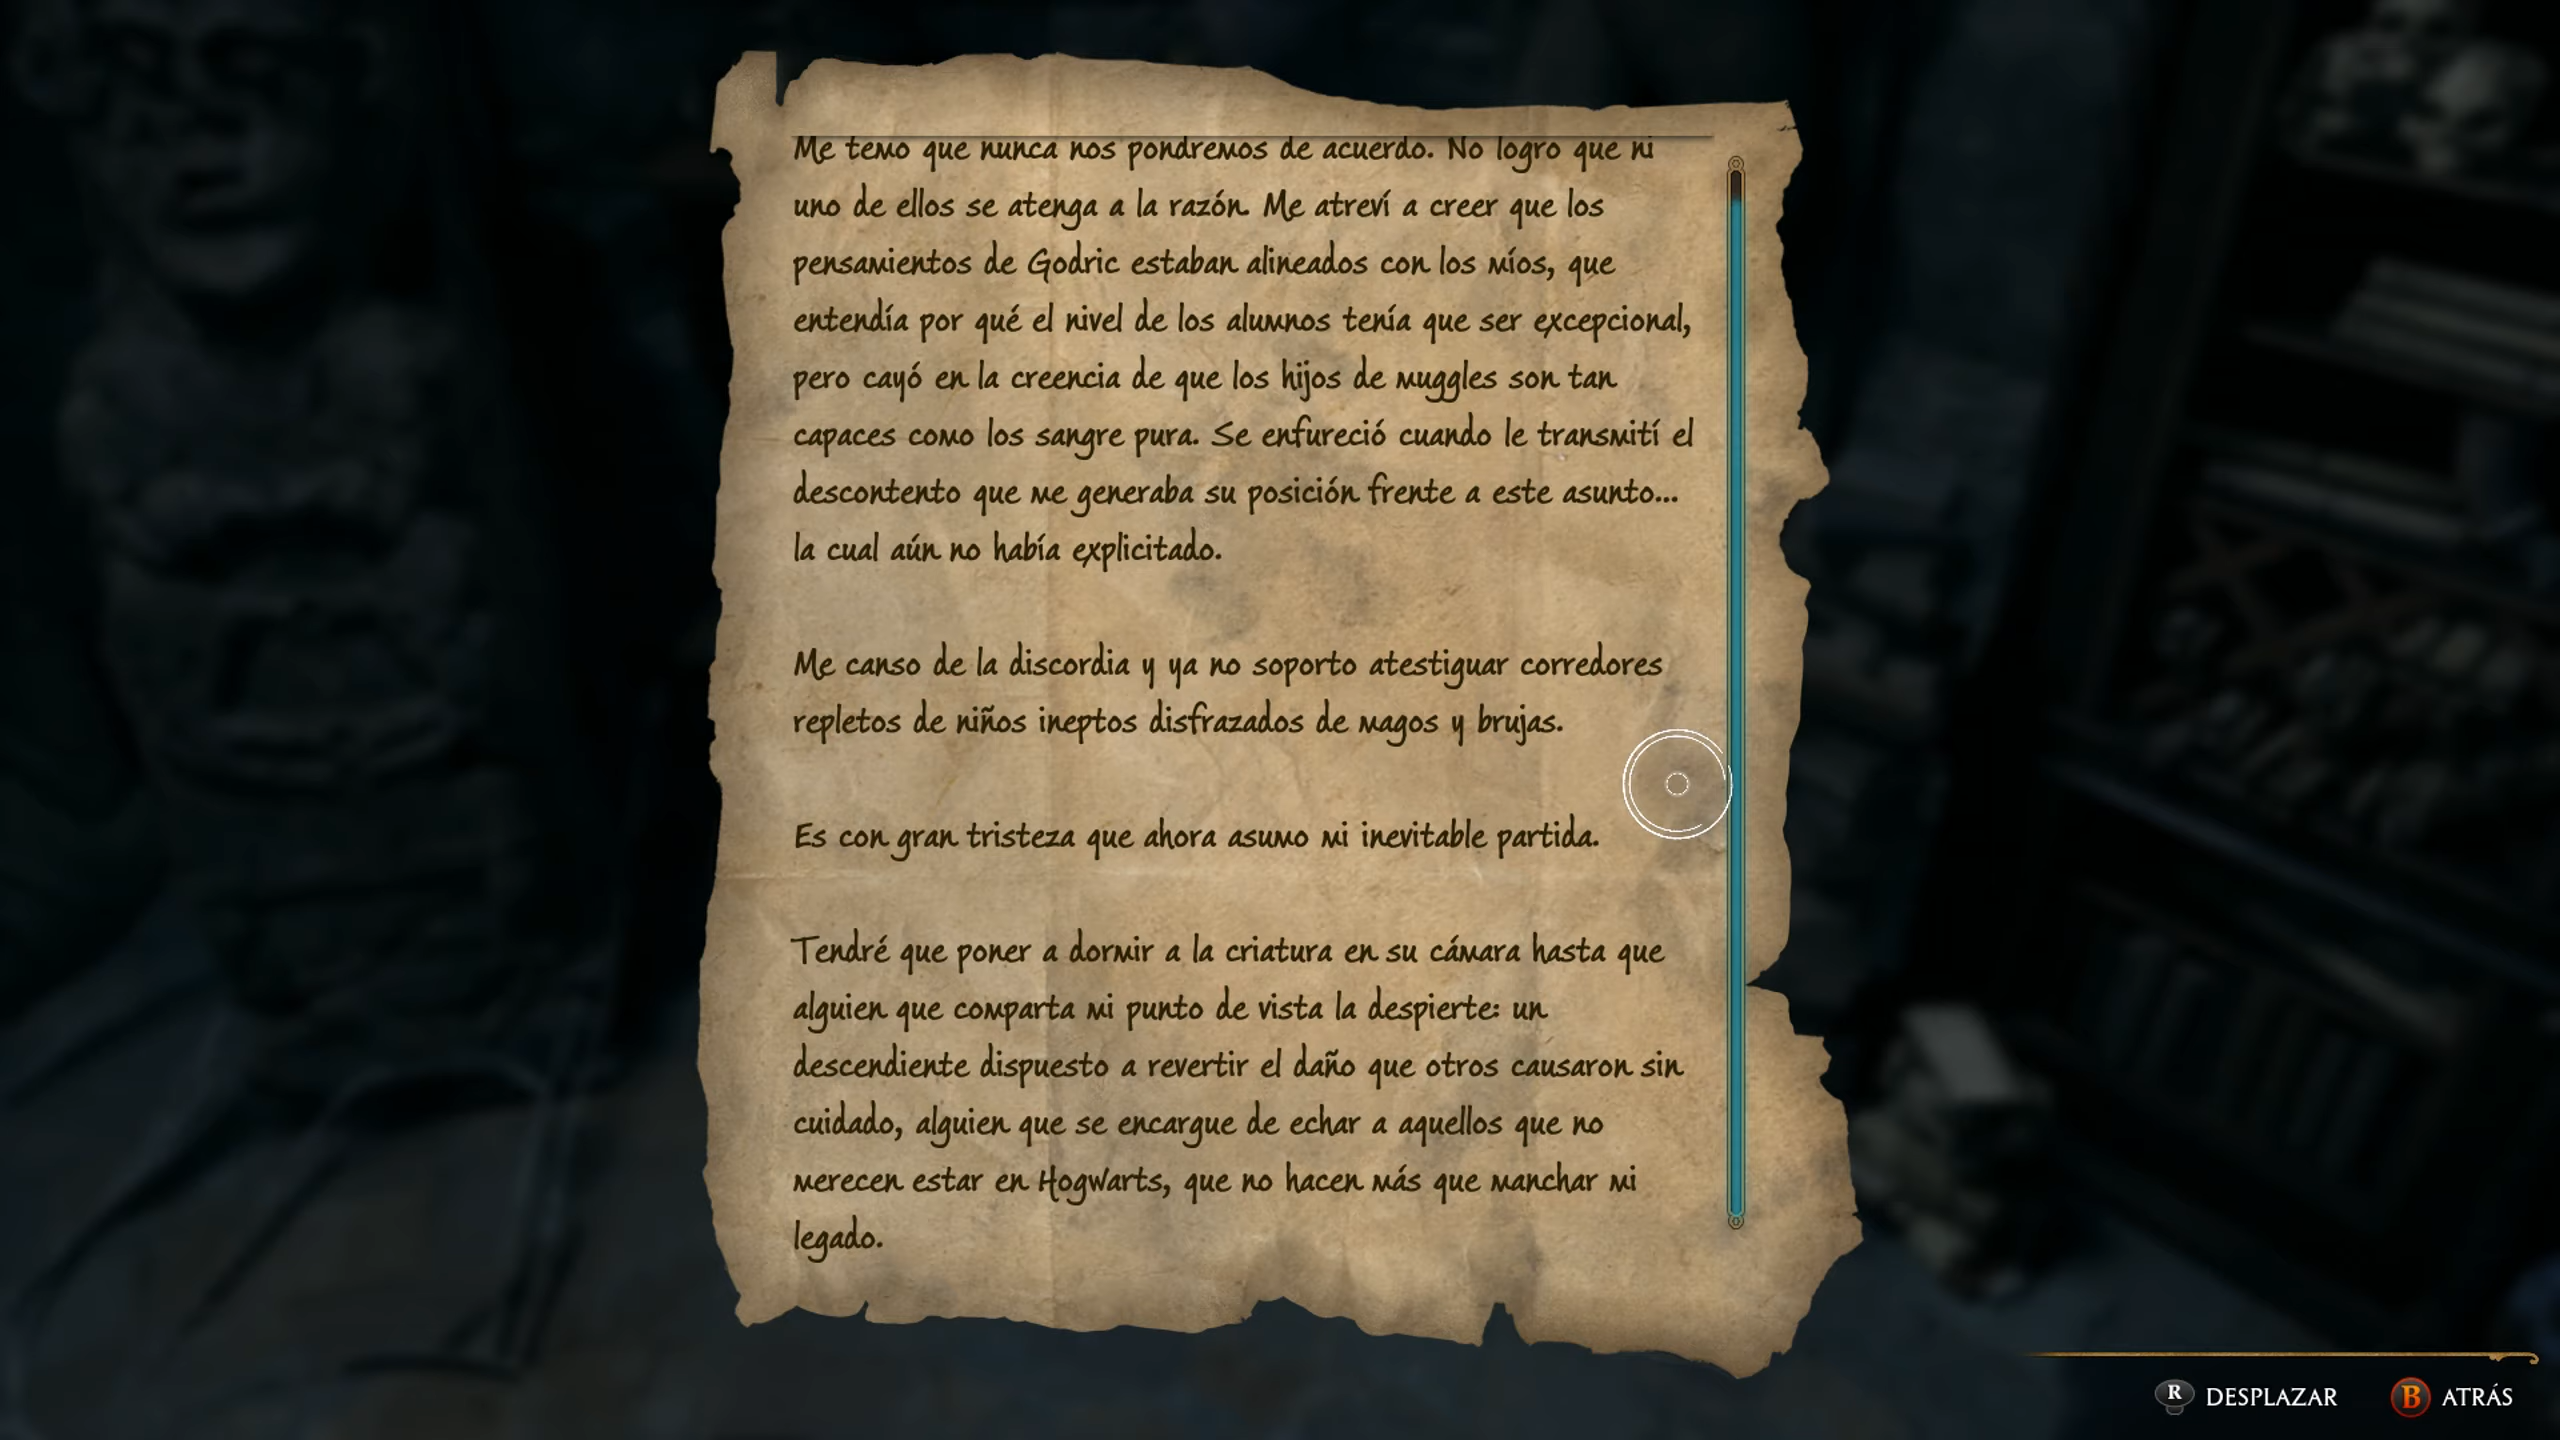 Me temo que nunca nos pondremos de acuerdo. No logro que ni
uno de ellos se atenga a la razón. Me atreví a creer que los
pensamientos de Godric estaban alineados con los míos, que
entendía por qué el nivel de los alumnos tenía que ser excepcional,
pero cayó en la creencia de que los hijos de muggles son tan
capaces como los sangre pura. Se enfureció cuando le transmití el
descontento que me generaba su posición frente a este asunto...
la cual aún no había explicitado.
Me canso de la discordia y ya no soporto atestiguar corredores
repletos de niños ineptos disfrazados de magos y brujas.
Es con gran tristeza que ahora asumo mi inevitable partida.
Tendré que poner a dormir a la criatura en su cámara hasta que
alguien que comparta mi punto de vista la despierte: un
descendiente dispuesto a revertir el daño que otros causaron sin
cuidado, alguien que se encargue de echar a aquellos que no
merecen estar en Hogwarts, que no hacen más que manchar mi
legado.
R DESPLAZAR B ATRÁS